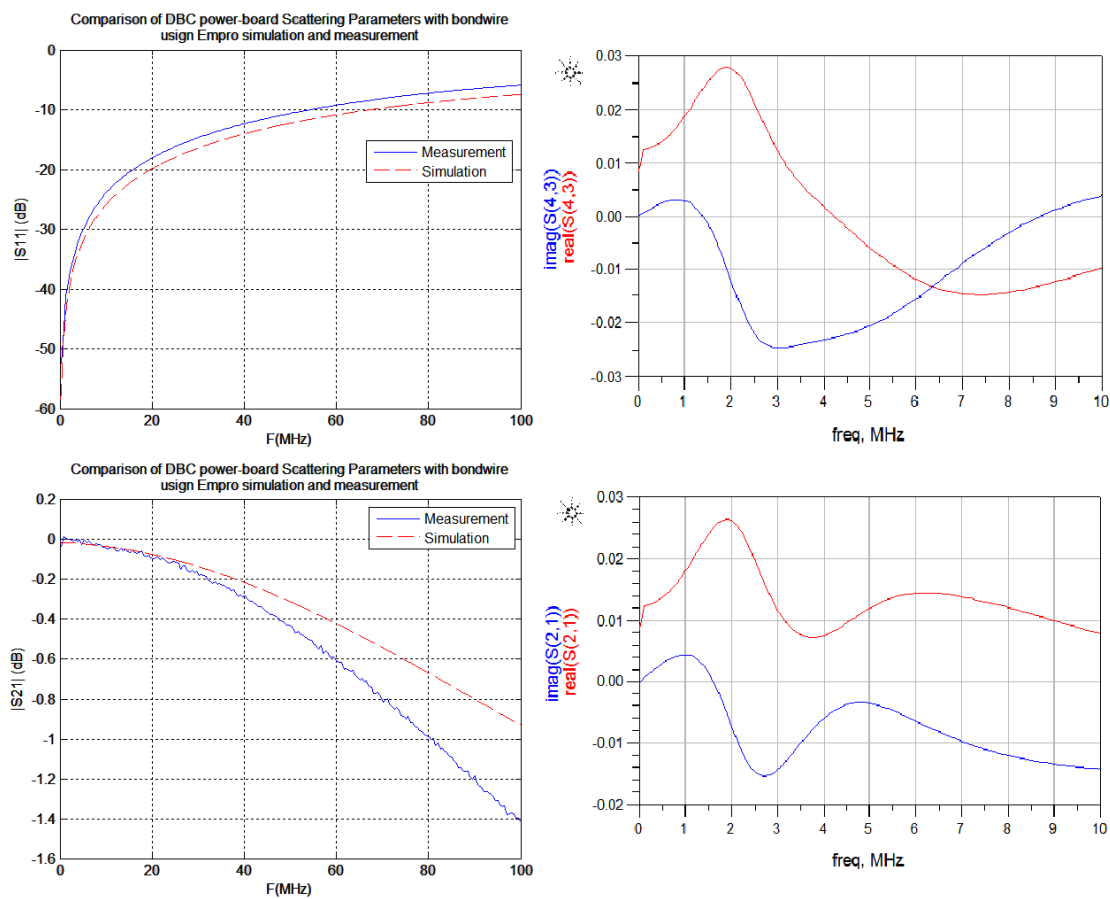 Comparison of DBC power-board Scattering Parameters with bondwire
usign Empro simulation and measurement
0
-10
-20
-30
-40
-50
-60
|S11| (dB)
Measurement
Simulation
0 20 40 60 80 100
F(MHz)
0.03
0.02
0.01
0.00
-0.01
-0.02
-0.03
imag(S(4,3))
real(S(4,3))
0 1 2 3 4 5 6 7 8 9 10
freq, MHz
Comparison of DBC power-board Scattering Parameters with bondwire
usign Empro simulation and measurement
0.2
0
-0.2
-0.4
-0.6
-0.8
-1
-1.2
-1.4
-1.6
|S21| (dB)
Measurement
Simulation
0 20 40 60 80 100
F(MHz)
0.03
0.02
0.01
0.00
-0.01
-0.02
imag(S(2,1))
real(S(2,1))
0 1 2 3 4 5 6 7 8 9 10
freq, MHz